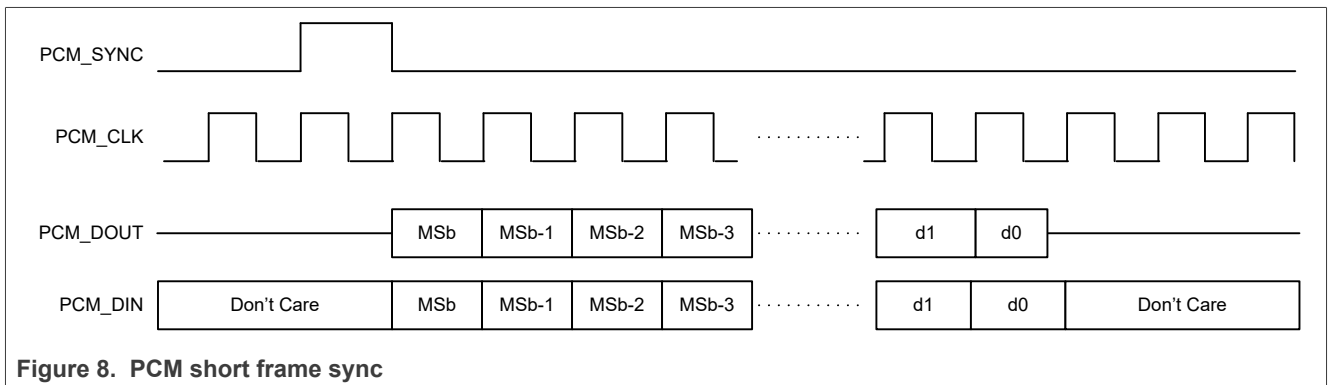 PCM_SYNC
PCM_CLK
PCM_DOUT MSb MSb-1 MSb-2 MSb-3 d1 d0
PCM_DIN Don't Care MSb MSb-1 MSb-2 MSb-3 d1 d0 Don't Care
Figure 8. PCM short frame sync